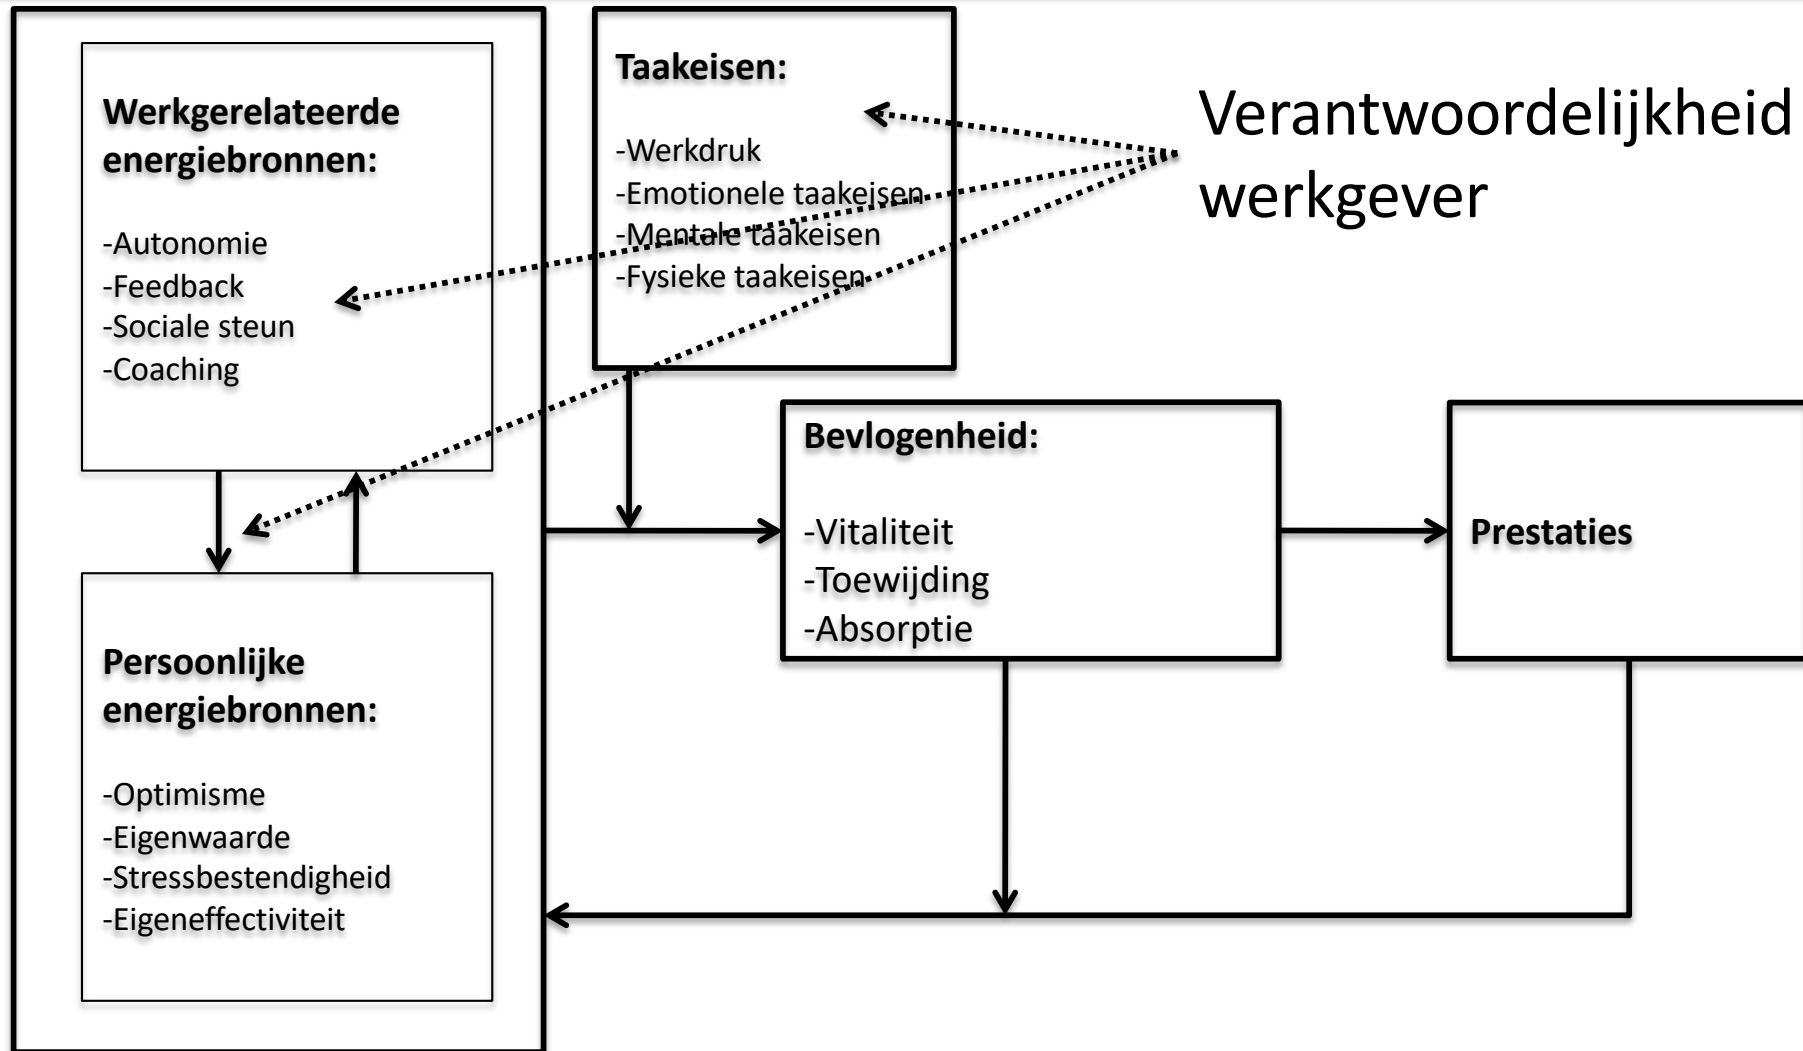 Werkgerelateerde
energiebronnen:
-Autonomie
-Feedback
-Sociale steun
-Coaching
Persoonlijke
energiebronnen:
-Optimisme
-Eigenwaarde
-Stressbestendigheid
-Eigeneffectiviteit
Taakeisen:
-Werkdruk
-Emotionele taakeisen
-Mentale taakeisen
-Fysieke taakeisen
Verantwoordelijkheid
werkgever
Bevlogenheid:
-Vitaliteit
-Toewijding
-Absorptie
Prestaties